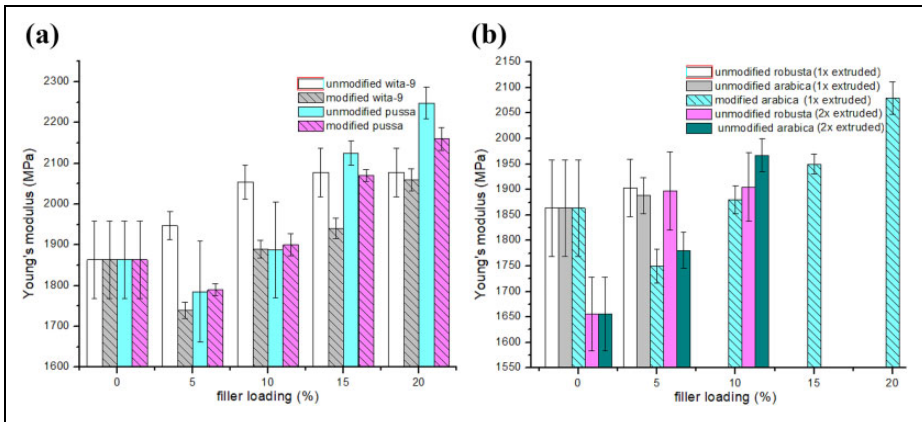 (a)
Young's modulus (MPa)
2300
2200
2100
2000
1900
1800
1700
1600
unmodified wita-9
modified wita-9
unmodified pussa
modified pussa
0 5 10 15 20
filler loading (%)
(b)
Young's modulus (MPa)
2150
2100
2050
2000
1950
1900
1850
1800
1750
1700
1650
1600
1550
unmodified robusta (1x extruded)
unmodified arabica (1x extruded)
modified arabica (1x extruded)
unmodified robusta (2x extruded)
unmodified arabica (2x extruded)
0 5 10 15 20
filler loading (%)